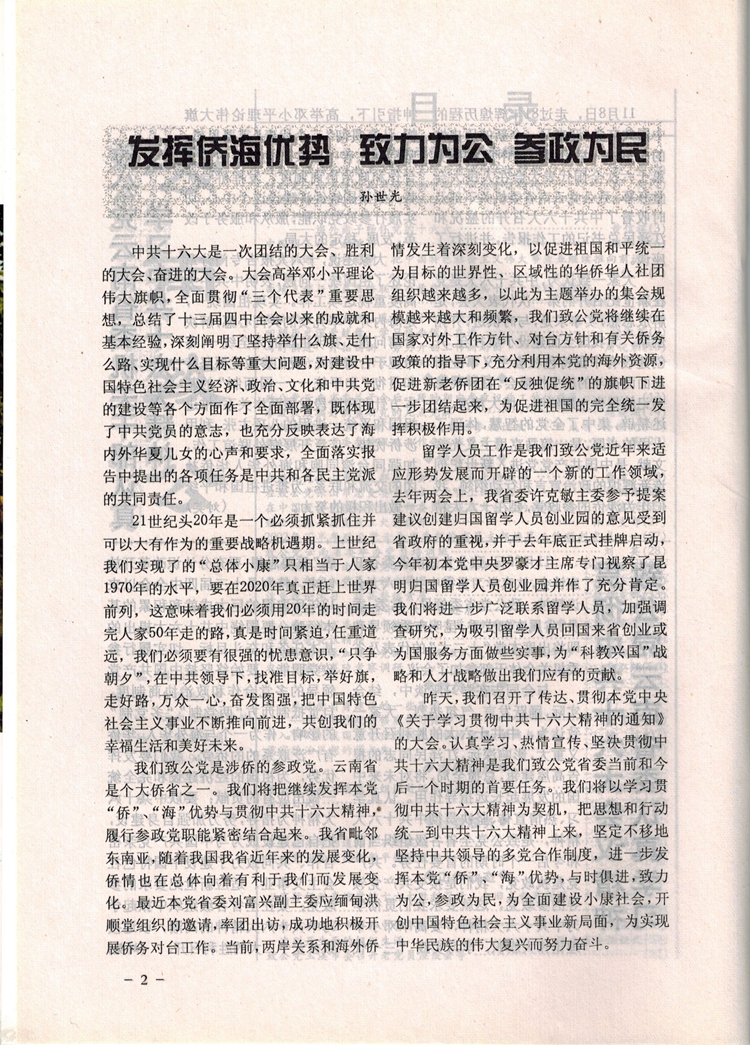 发挥侨海优势 致力为公 参政为民
孙世光
中共十六大是一次团结的大会、胜利
的大会、奋进的大会。大会高举邓小平理论
伟大旗帜，全面贯彻“三个代表”重要思
想，总结了十三届四中全会以来的成就和
基本经验，深刻阐明了坚持举什么旗、走什
么路、实现什么目标等重大问题，对建设中
国特色社会主义经济、政治、文化和中共党
的建设等各个方面作了全面部署，既体现
了中共党员的意志，也充分反映表达了海
内外华夏儿女的心声和要求，全面落实报
告中提出的各项任务是中共和各民主党派
的共同责任。
21世纪头20年是一个必须抓紧抓住并
可以大有作为的重要战略机遇期。上世纪
我们实现了的“总体小康”只相当于人家
1970年的水平，要在2020年真正赶上世界
前列，这意味着我们必须用20年的时间走
完人家50年走的路，真是时间紧迫，任重道
远，我们必须要有很强的忧患意识，“只争
朝夕”，在中共领导下，找准目标，举好旗，
走好路，万众一心，奋发图强，把中国特色
社会主义事业不断推向前进，共创我们的
幸福生活和美好未来。
我们致公党是涉侨的参政党。云南省
是个大侨省之一。我们将把继续发挥本党
“侨”、“海”优势与贯彻中共十六大精神，
履行参政党职能紧密结合起来。我省毗邻
东南亚，随着我国我省近年来的发展变化，
侨情也在总体向着有利于我们而发展变
化。最近本党省委刘富兴副主委应缅甸洪
顺堂组织的邀请，率团出访，成功地积极开
展侨务对台工作。当前，两岸关系和海外侨
情发生着深刻变化，以促进祖国和平统一
为目标的世界性、区域性的华侨华人社团
组织越来越多，以此为主题举办的集会规
模越来越大和频繁，我们致公党将继续在
国家对外工作方针、对台方针和有关侨务
政策的指导下，充分利用本党的海外资源，
促进新老侨团在“反独促统”的旗帜下进
一步团结起来，为促进祖国的完全统一发
挥积极作用。
留学人员工作是我们致公党近年来适
应形势发展而开辟的一个新的工作领域，
去年两会上，我省委许克敏主委参予提案
建议创建归国留学人员创业园的意见受到
省政府的重视，并于去年底正式挂牌启动，
今年初本党中央罗豪才主席专门视察了昆
明归国留学人员创业园并作了充分肯定。
我们将进一步广泛联系留学人员，加强调
查研究，为吸引留学人员回国来省创业或
为国服务方面做些实事，为“科教兴国”战
略和人才战略做出我们应有的贡献。
昨天，我们召开了传达、贯彻本党中央
《关于学习贯彻中共十六大精神的通知》
的大会。认真学习、热情宣传、坚决贯彻中
共十六大精神是我们致公党省委当前和今
后一个时期的首要任务。我们将以学习贯
彻中共十六大精神为契机，把思想和行动
统一到中共十六大精神上来，坚定不移地
坚持中共领导的多党合作制度，进一步发
挥本党“侨”、“海”优势，与时俱进，致力
为公，参政为民，为全面建设小康社会，开
创中国特色社会主义事业新局面，为实现
中华民族的伟大复兴而努力奋斗。
－2－